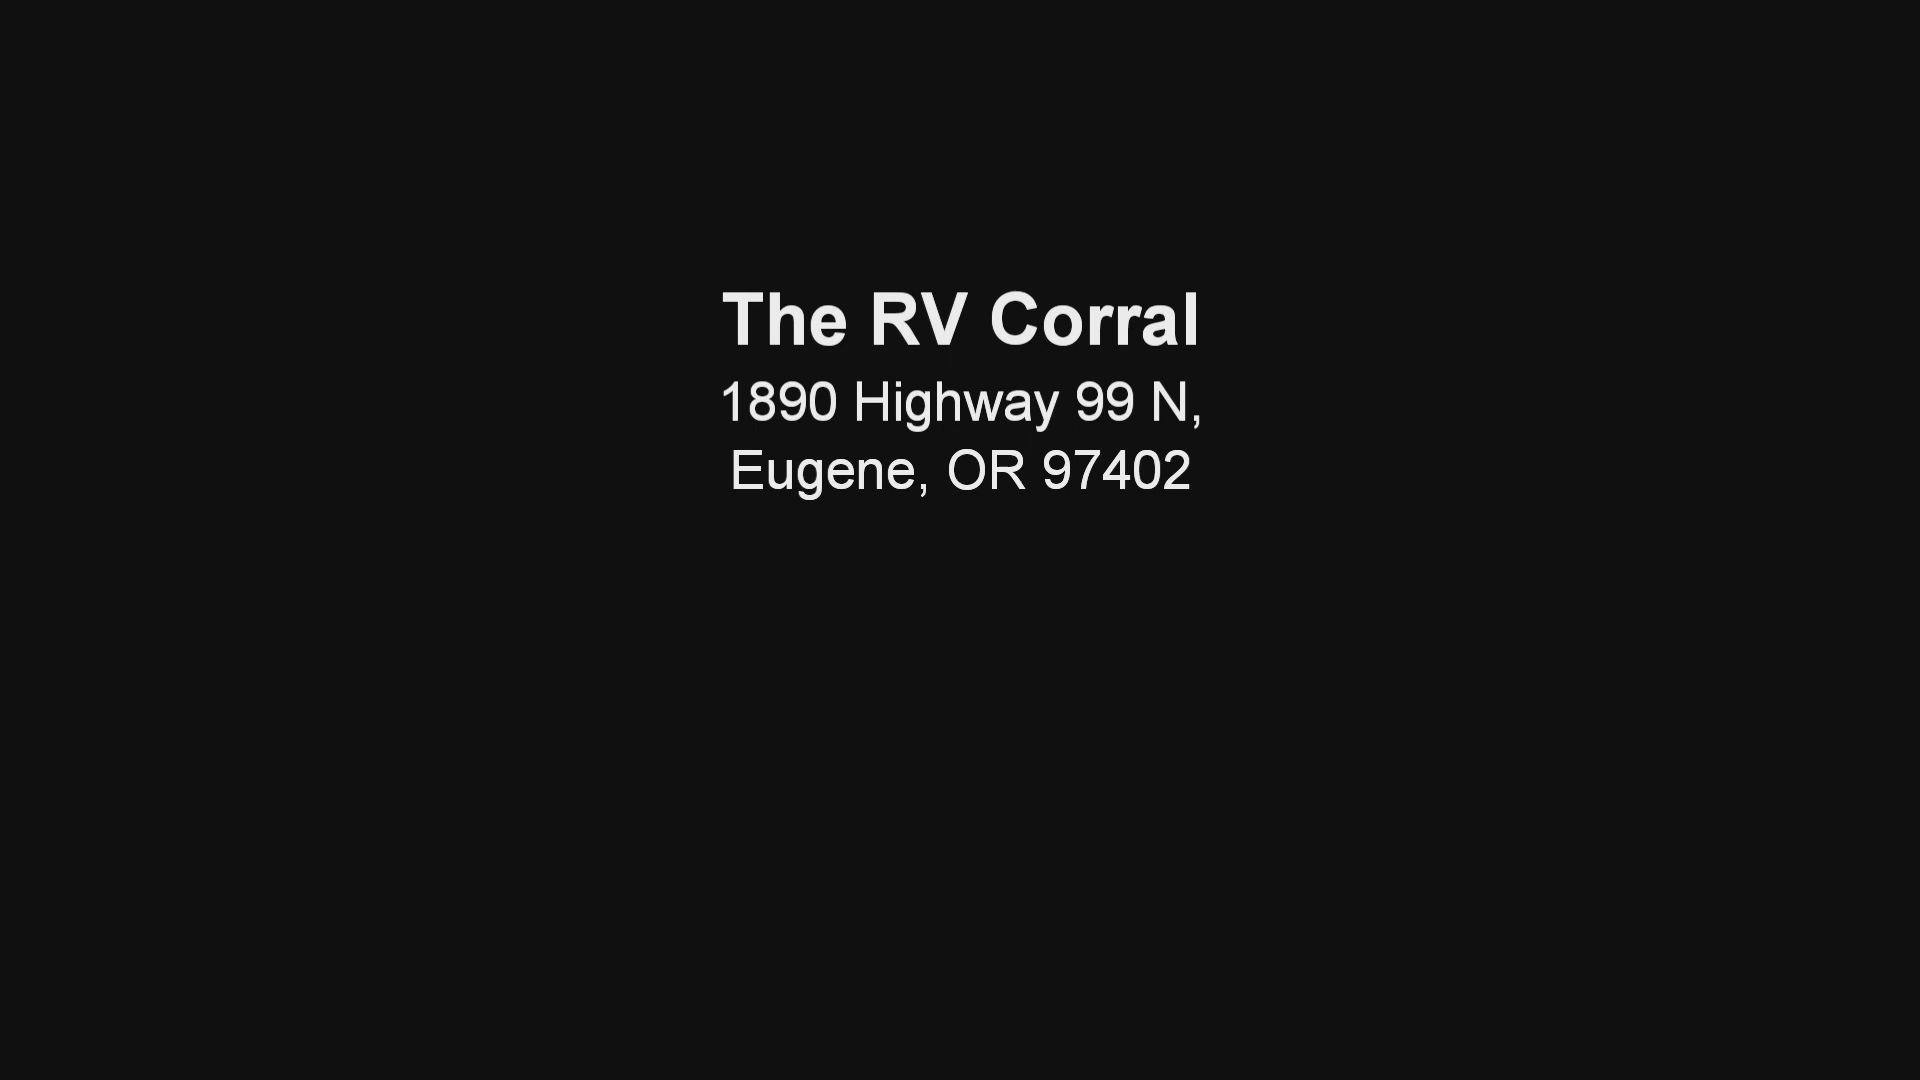 The RV Corral
1890 Highway 99 N,
Eugene, OR 97402